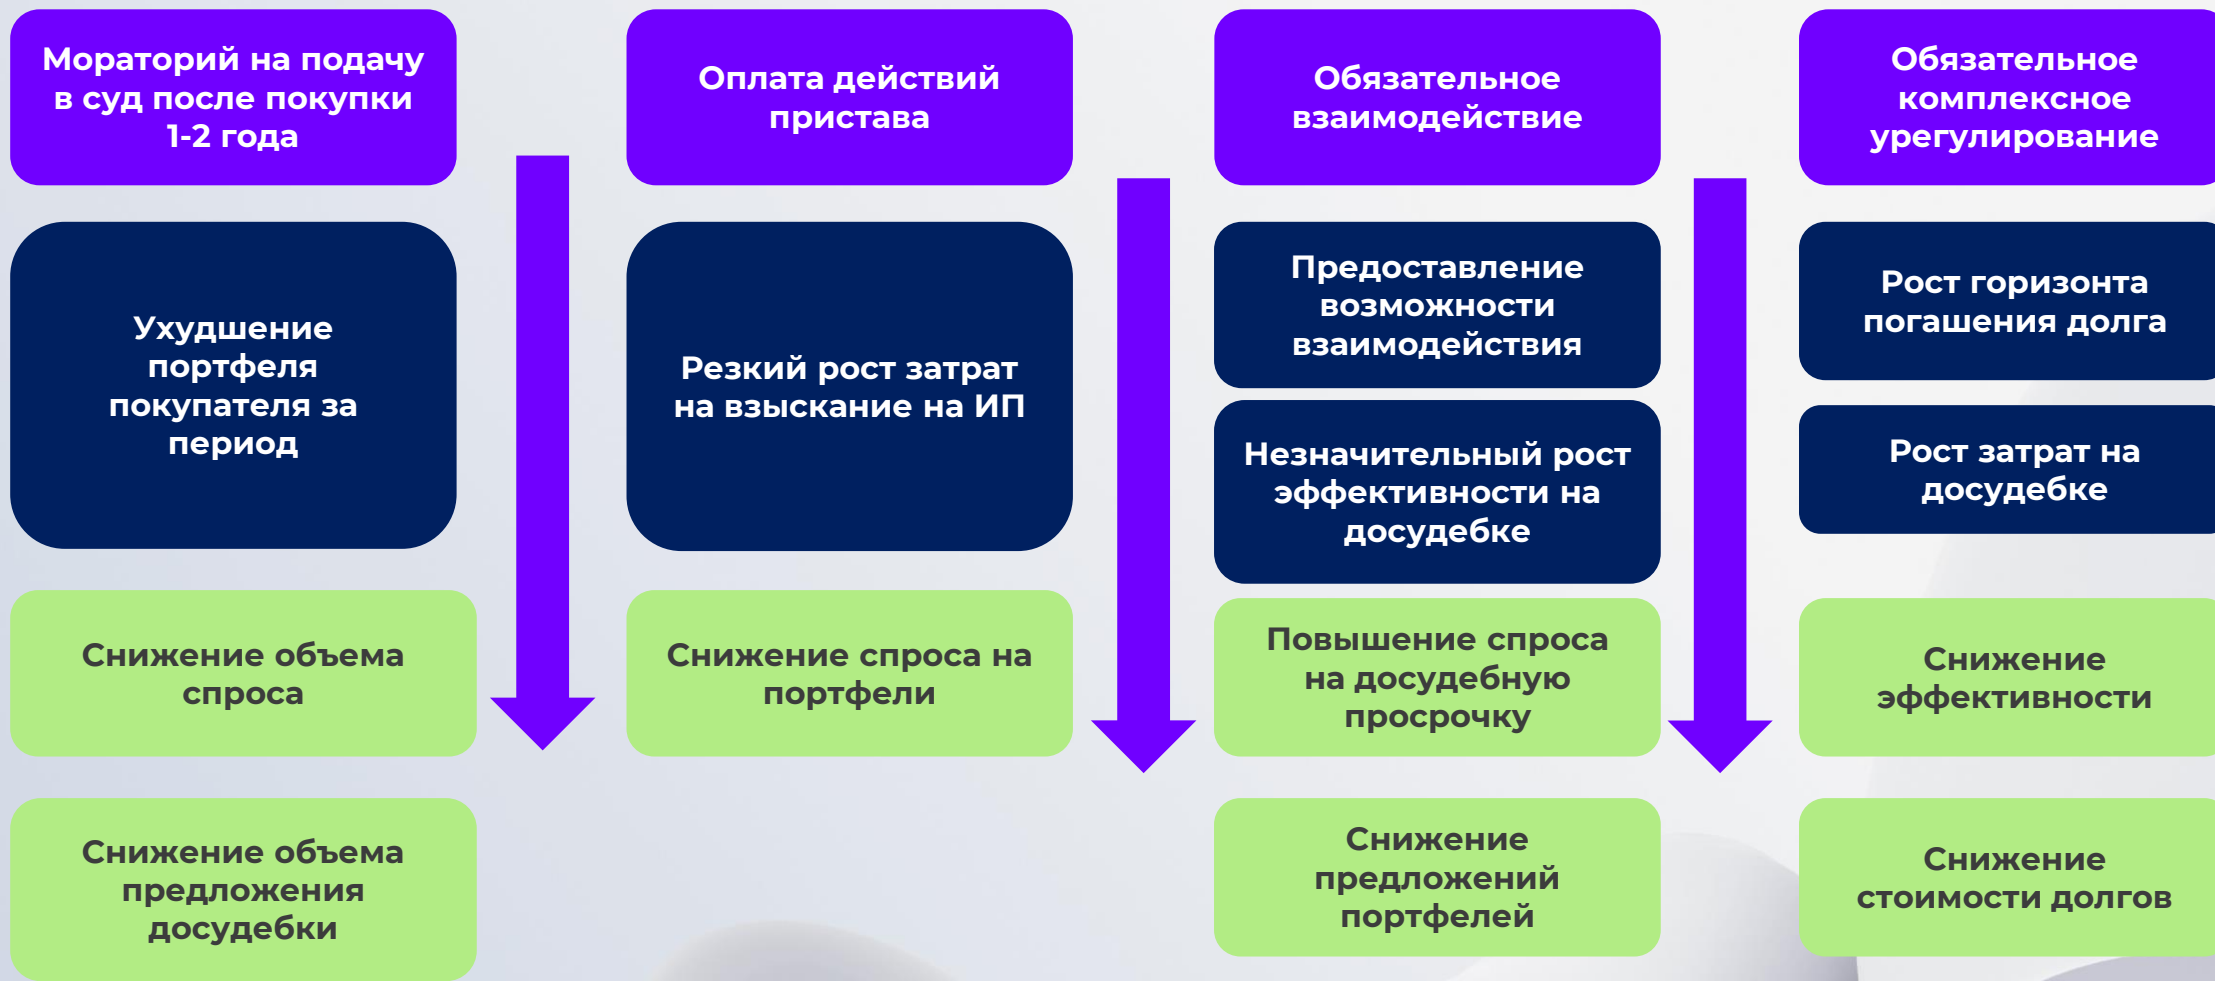 Мораторий на подачу
в суд после покупки
1-2 года
Ухудшение
портфеля
покупателя за
период
Снижение объема
спроса
Снижение объема
предложения
досудебки
Оплата действий
пристава
Резкий рост затрат
на взыскание на ИП
Снижение спроса на
портфели
Обязательное
взаимодействие
Предоставление
возможности
взаимодействия
Незначительный рост
эффективности на
досудебке
Повышение спроса
на досудебную
просрочку
Снижение
предложений
портфелей
Обязательное
комплексное
урегулирование
Рост горизонта
погашения долга
Рост затрат на
досудебке
Снижение
эффективности
Снижение
стоимости долгов